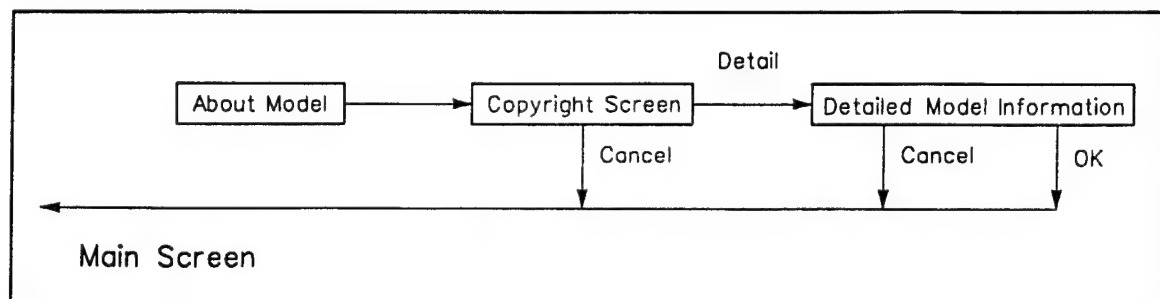 Detail
About Model
Copyright Screen
Detailed Model Information
Cancel
Cancel
OK
Main Screen